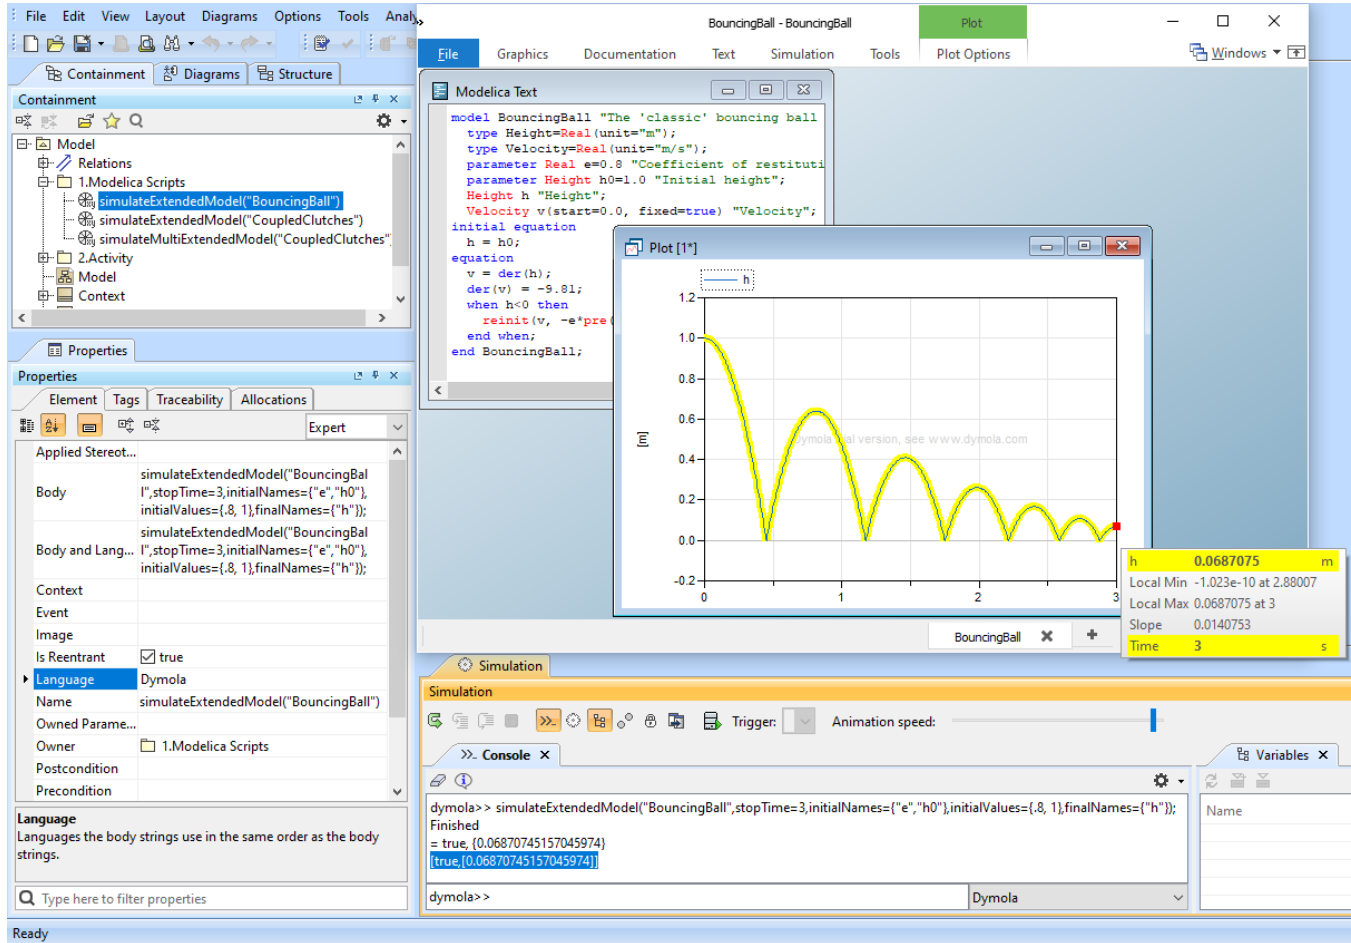 File Edit View Layout Diagrams Options Tools
Containment Diagrams Structure
Containment
Model
Relations
1.Modelica Scripts
simulateExtendedModel("BouncingBall")
simulateExtendedModel("CoupledClutches")
simulateMultiExtendedModel("CoupledClutches"
2.Activity
Model
Context
Properties
Properties
Element Tags Traceability Allocations
Expert
Applied Stereot...
Body
simulateExtendedModel("BouncingBal
l",stopTime=3,initialNames={"e","h0"},
initialValues={.8, 1},finalNames={"h"});
Body and Lang...
simulateExtendedModel("BouncingBal
l",stopTime=3,initialNames={"e","h0"},
initialValues={.8, 1},finalNames={"h"});
Context
Event
Image
Is Reentrant true
Language Dymola
Name simulateExtendedModel("BouncingBall")
Owned Parame...
Owner 1.Modelica Scripts
Postcondition
Precondition
Language
Languages the body strings use in the same order as the body
strings.
Type here to filter properties
Ready
BouncingBall - BouncingBall Plot
File Graphics Documentation Text Simulation Tools Plot Options Windows
Modelica Text
model BouncingBall "The 'classic' bouncing ball
type Height=Real(unit="m");
type Velocity=Real(unit="m/s");
parameter Real e=0.8 "Coefficient of restituti
parameter Height h0=1.0 "Initial height";
Height h "Height";
Velocity v(start=0.0, fixed=true) "Velocity";
initial equation
h = h0;
equation
v = der(h);
der(v) = -9.81;
when h<0 then
reinit(v, -e*pre(
end when;
end BouncingBall;
Plot [1*]
h
1.2
1.0
0.8
0.6
0.4
0.2
0.0
-0.2
[m]
0 1 2 3
Dymola trial version, see www.dymola.com
h 0.0687075 m
Local Min -1.023e-10 at 2.88007
Local Max 0.0687075 at 3
Slope 0.0140753
Time 3 s
BouncingBall
Simulation
Simulation
Trigger: Animation speed:
Console
dymola>> simulateExtendedModel("BouncingBall",stopTime=3,initialNames={"e","h0"},initialValues={.8, 1},finalNames={"h"});
Finished
= true, {0.06870745157045974}
[true,[0.06870745157045974]]
dymola>> Dymola
Variables
Name